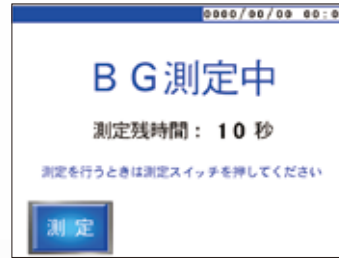 0000/00/00 00:0
BG測定中
測定残時間： 10 秒
測定を行うときは測定スイッチを押してください
測定